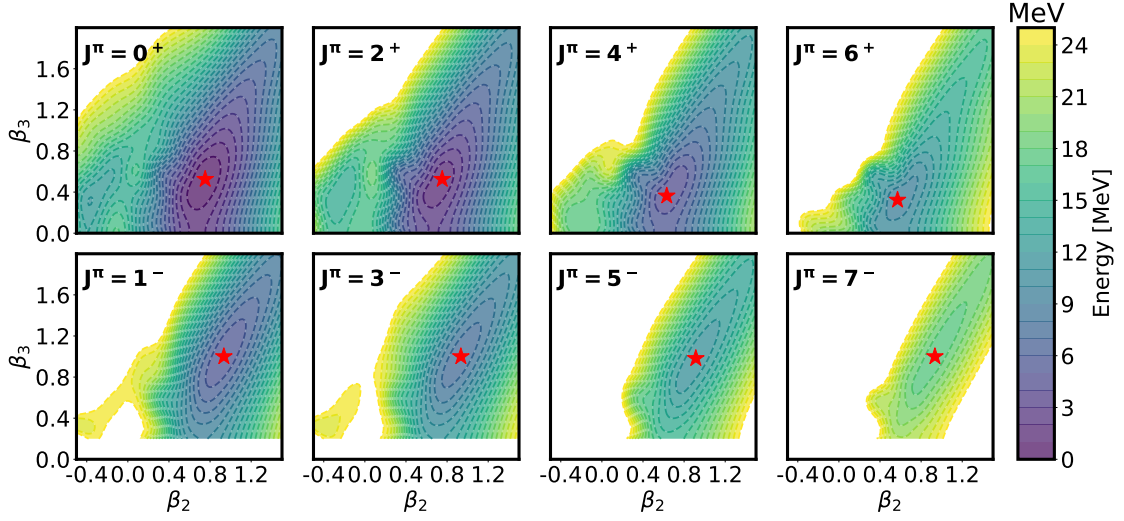 MeV
J^π = 0^+
J^π = 2^+
J^π = 4^+
J^π = 6^+
β_3
1.6
1.2
0.8
0.4
0.0
J^π = 1^-
J^π = 3^-
J^π = 5^-
J^π = 7^-
β_3
1.6
1.2
0.8
0.4
0.0
-0.4 0.0 0.4 0.8 1.2
-0.4 0.0 0.4 0.8 1.2
-0.4 0.0 0.4 0.8 1.2
-0.4 0.0 0.4 0.8 1.2
β_2
β_2
β_2
β_2
24
21
18
15
12
9
6
3
0
Energy [MeV]